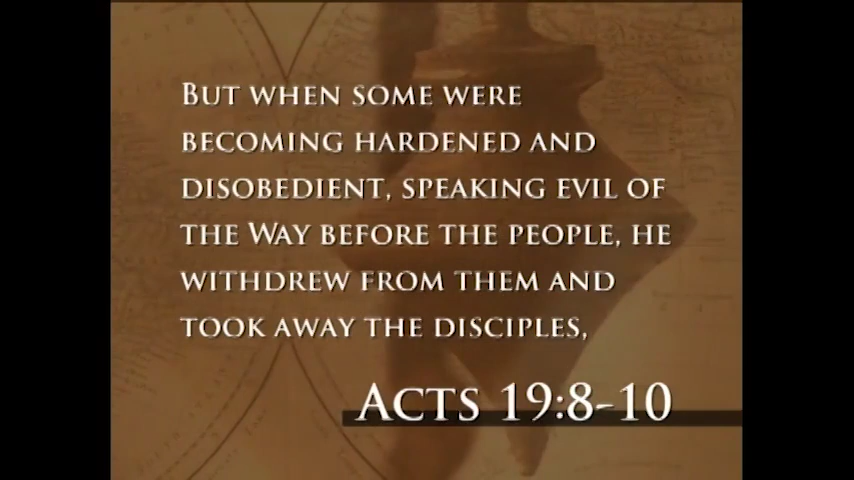 But when some were
becoming hardened and
disobedient, speaking evil of
the Way before the people, he
withdrew from them and
took away the disciples,
Acts 19:8-10